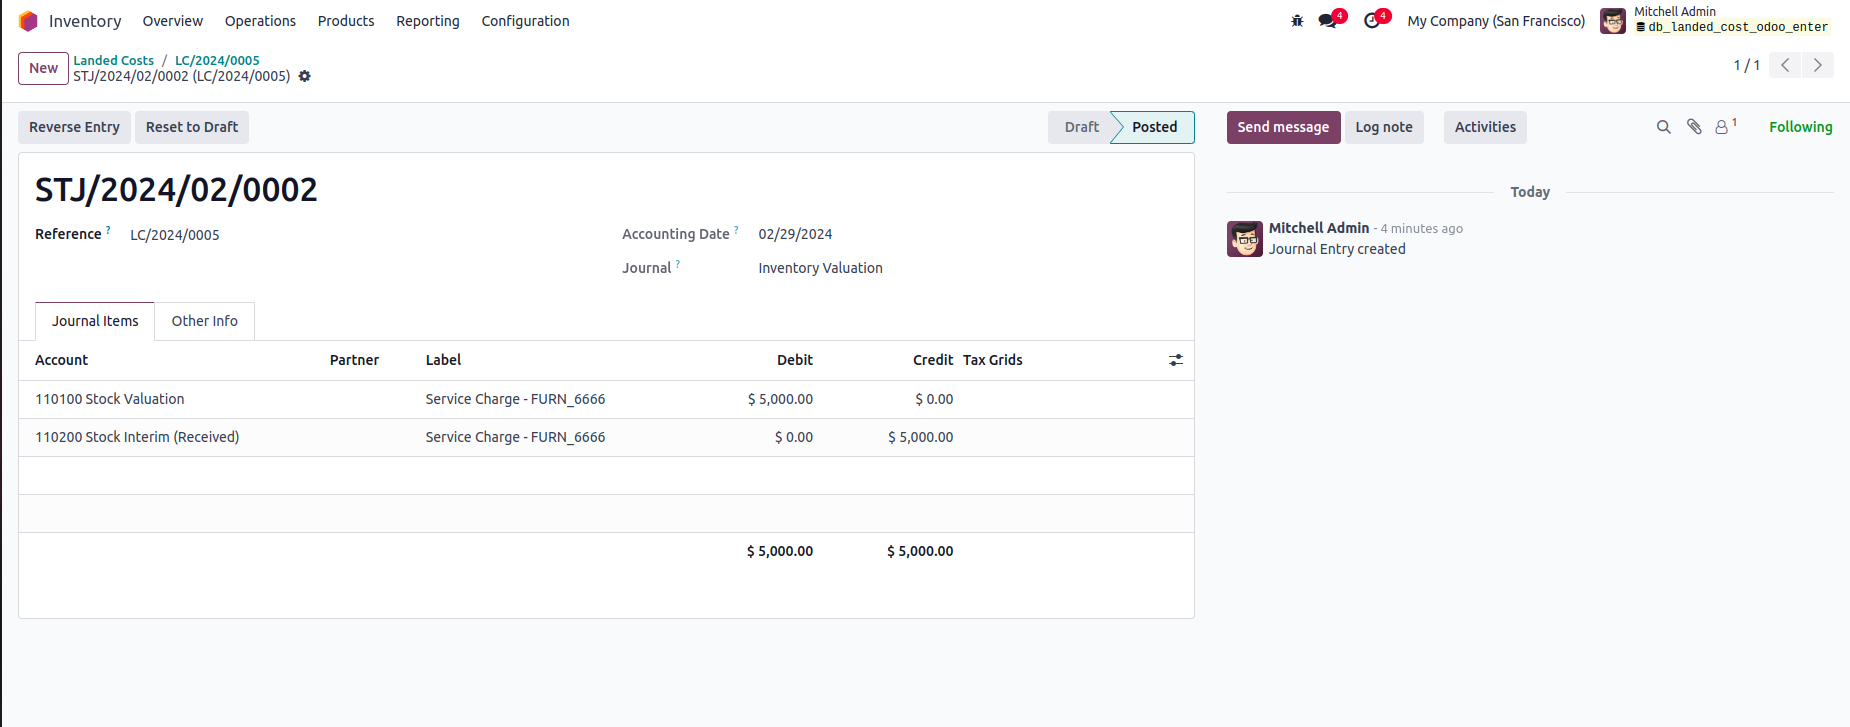 Inventory Overview Operations Products Reporting Configuration 4 4 My Company (San Francisco) Mitchell Admin
db_landed_cost_odoo_enter
New Landed Costs / LC/2024/0005
STJ/2024/02/0002 (LC/2024/0005) 1 / 1
Reverse Entry Reset to Draft Draft Posted Send message Log note Activities 1 Following
STJ/2024/02/0002
Reference ? LC/2024/0005 Accounting Date ? 02/29/2024
Journal ? Inventory Valuation
Today
Mitchell Admin - 4 minutes ago
Journal Entry created
Journal Items Other Info
Account Partner Label Debit Credit Tax Grids
110100 Stock Valuation Service Charge - FURN_6666 $ 5,000.00 $ 0.00
110200 Stock Interim (Received) Service Charge - FURN_6666 $ 0.00 $ 5,000.00
$ 5,000.00 $ 5,000.00